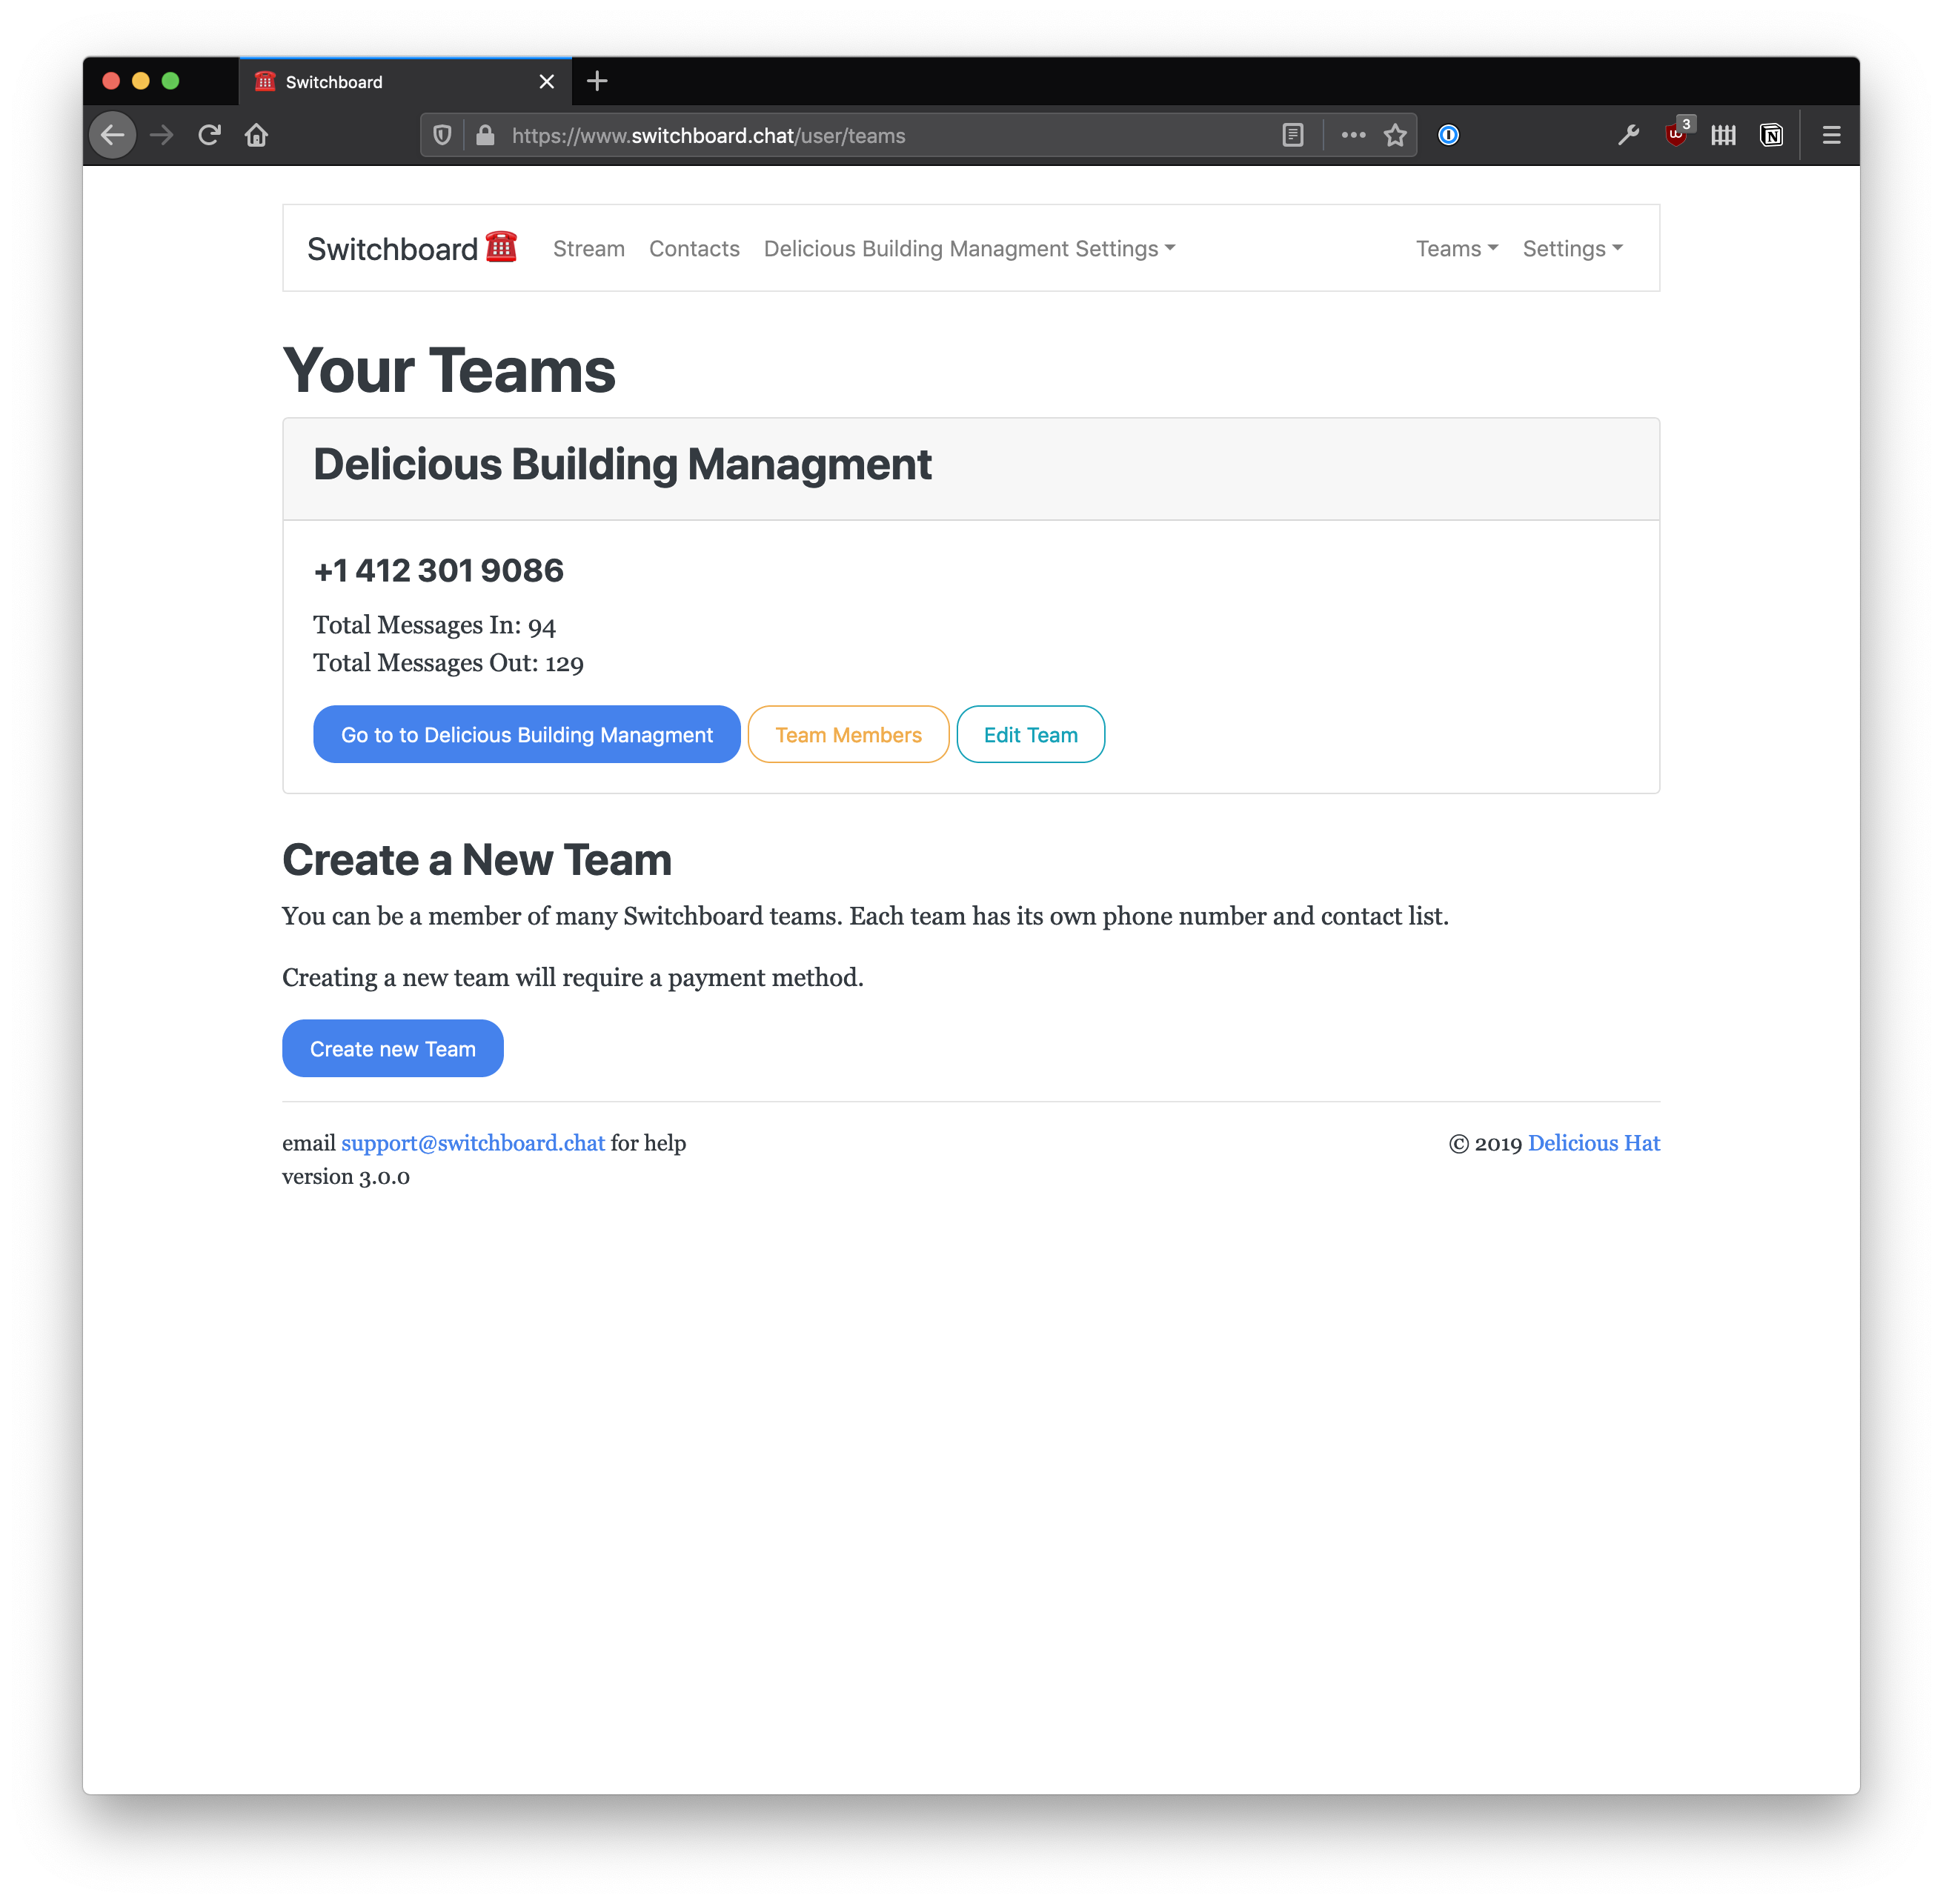 Switchboard
https://www.switchboard.chat/user/teams
3
Switchboard Stream Contacts Delicious Building Managment Settings Teams Settings
Your Teams
Delicious Building Managment
+1 412 301 9086
Total Messages In: 94
Total Messages Out: 129
Go to to Delicious Building Managment Team Members Edit Team
Create a New Team
You can be a member of many Switchboard teams. Each team has its own phone number and contact list.
Creating a new team will require a payment method.
Create new Team
email support@switchboard.chat for help © 2019 Delicious Hat
version 3.0.0